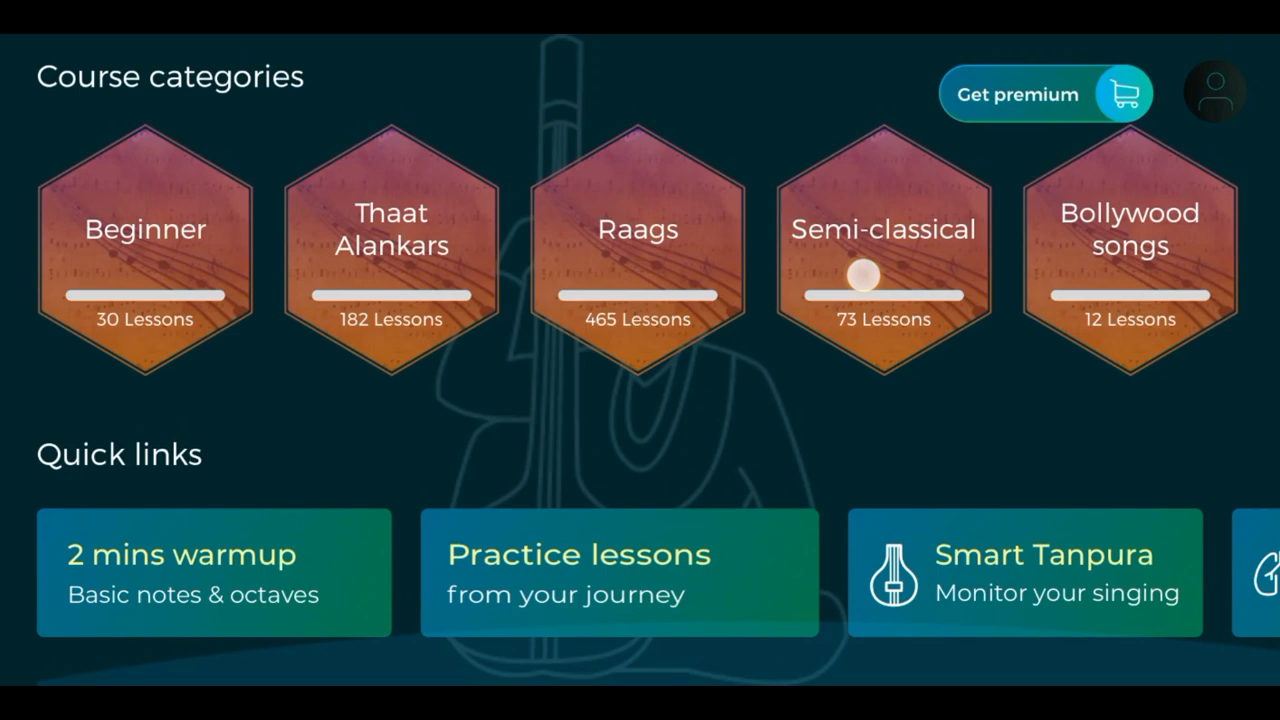 Course categories
Get premium
Beginner
30 Lessons
Thaat
Alankars
182 Lessons
Raags
465 Lessons
Semi-classical
73 Lessons
Bollywood
songs
12 Lessons
Quick links
2 mins warmup
Basic notes & octaves
Practice lessons
from your journey
Smart Tanpura
Monitor your singing